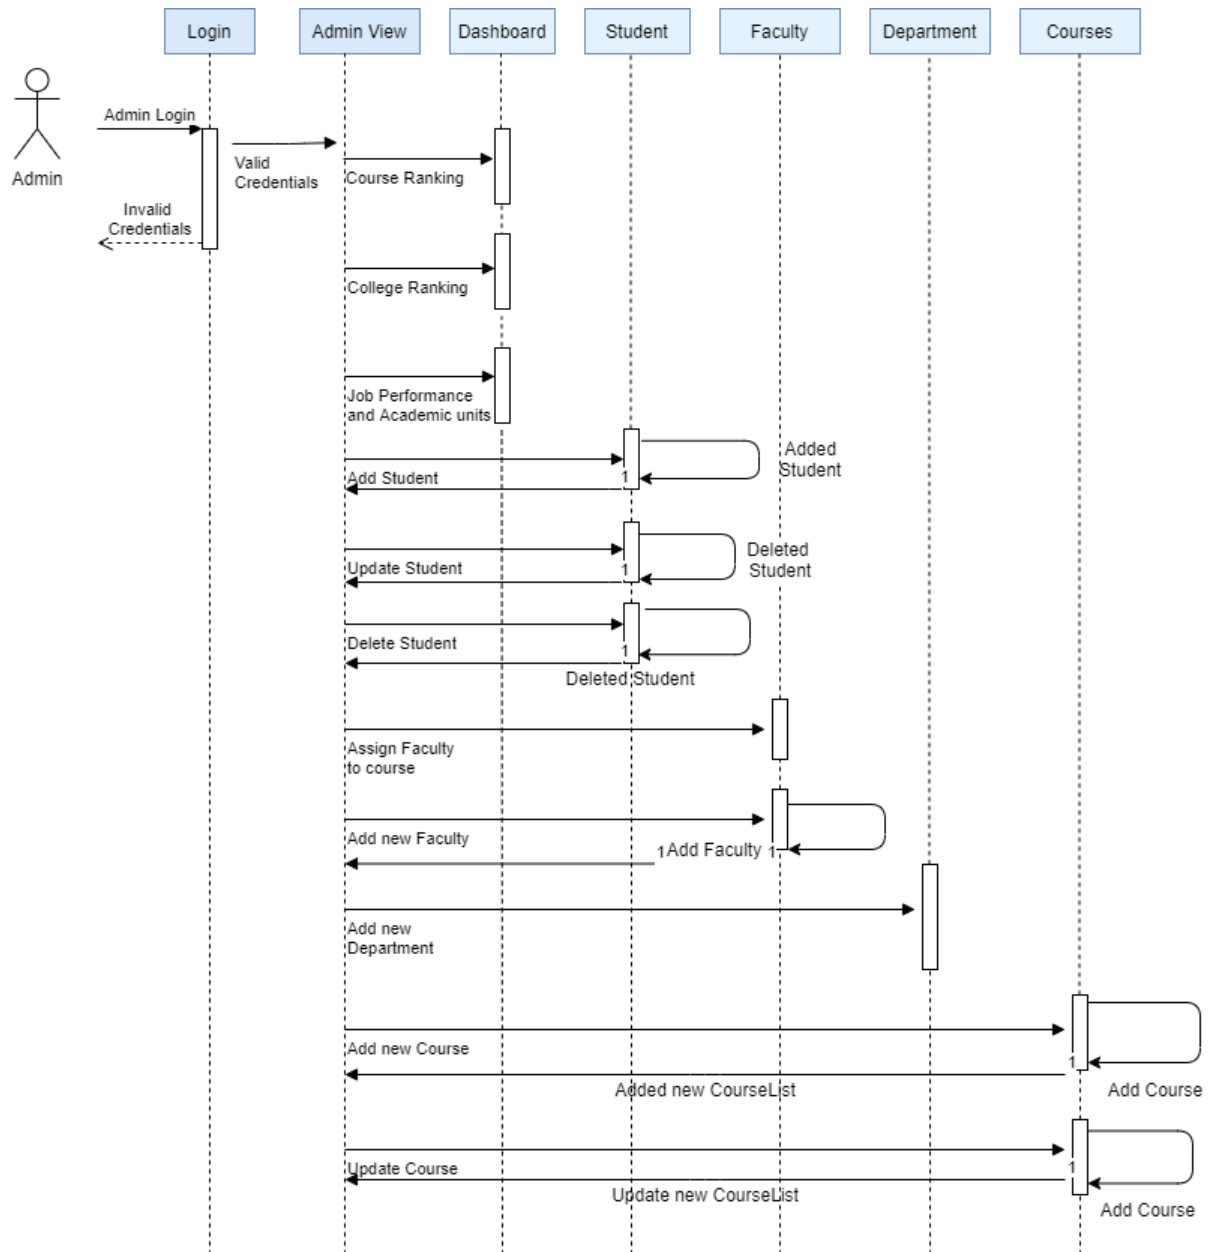 Login
Admin View
Dashboard
Student
Faculty
Department
Courses
Admin Login
Admin
Valid
Credentials
Course Ranking
Invalid
Credentials
College Ranking
Job Performance
and Academic units
Added
Student
1
Add Student
Deleted
Student
1
Update Student
1
Delete Student
Deleted Student
Assign Faculty
to course
Add new Faculty
1
Add Faculty
1
Add new
Department
Add new Course
1
Added new CourseList
Add Course
1
Update Course
Update new CourseList
Add Course